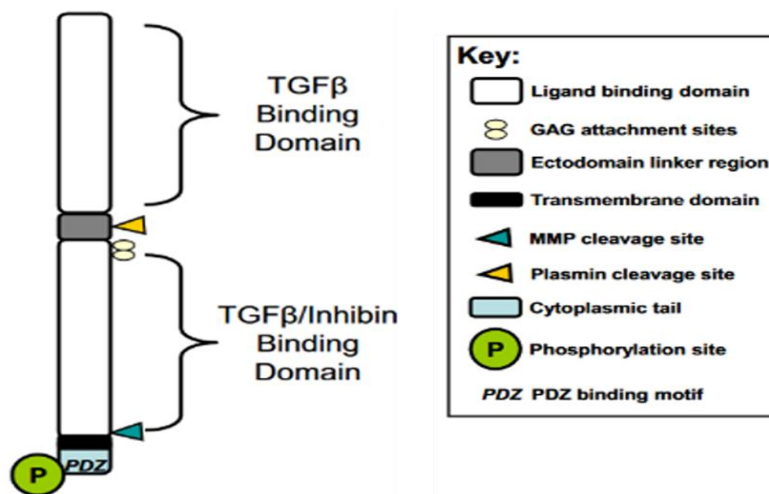 TGFβ
Binding
Domain
TGFβ/Inhibin
Binding
Domain
P
PDZ
Key:
Ligand binding domain
GAG attachment sites
Ectodomain linker region
Transmembrane domain
MMP cleavage site
Plasmin cleavage site
Cytoplasmic tail
P Phosphorylation site
PDZ PDZ binding motif